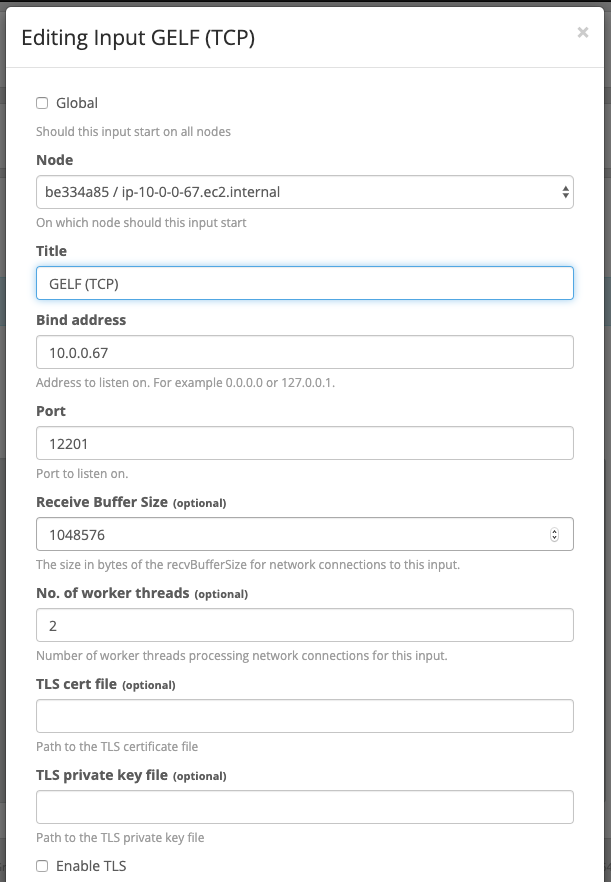 Editing Input GELF (TCP)
×
Global
Should this input start on all nodes
Node
be334a85 / ip-10-0-0-67.ec2.internal
On which node should this input start
Title
GELF (TCP)
Bind address
10.0.0.67
Address to listen on. For example 0.0.0.0 or 127.0.0.1.
Port
12201
Port to listen on.
Receive Buffer Size (optional)
1048576
The size in bytes of the recvBufferSize for network connections to this input.
No. of worker threads (optional)
2
Number of worker threads processing network connections for this input.
TLS cert file (optional)
Path to the TLS certificate file
TLS private key file (optional)
Path to the TLS private key file
Enable TLS